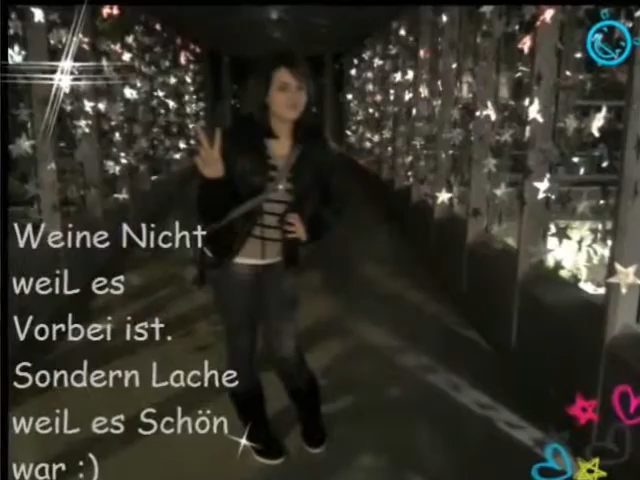 Weine Nicht
weiL es
Vorbei ist.
Sondern Lache
weiL es Schön
war :)